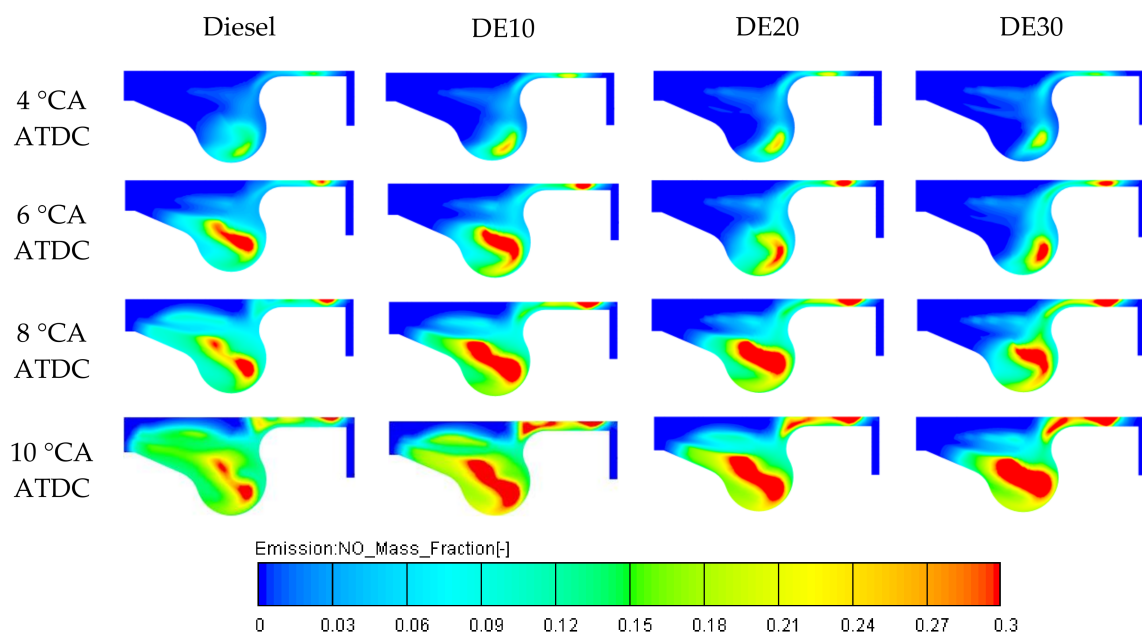 Diesel DE10 DE20 DE30
4 °CA
ATDC
6 °CA
ATDC
8 °CA
ATDC
10 °CA
ATDC
Emission:NO_Mass_Fraction[-]
0 0.03 0.06 0.09 0.12 0.15 0.18 0.21 0.24 0.27 0.3